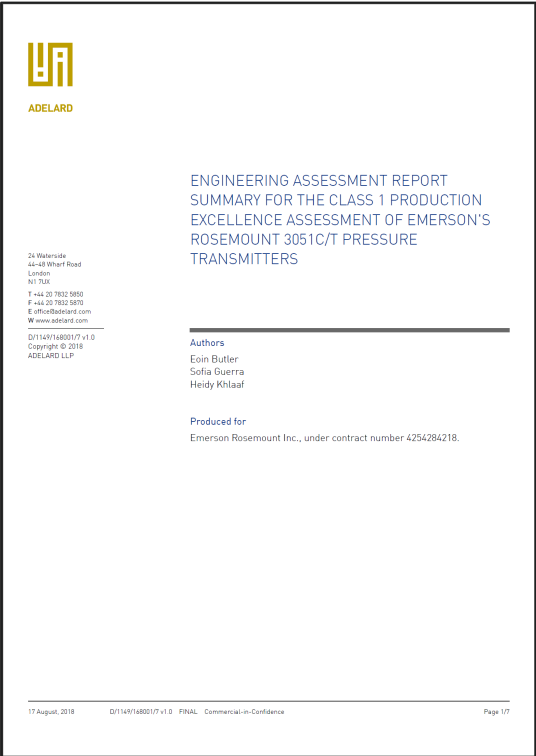 ADELARD
ENGINEERING ASSESSMENT REPORT
SUMMARY FOR THE CLASS 1 PRODUCTION
EXCELLENCE ASSESSMENT OF EMERSON'S
ROSEMOUNT 3051C/T PRESSURE
TRANSMITTERS
24 Waterside
44–48 Wharf Road
London
N1 7UX
T +44 20 7832 5850
F +44 20 7832 5870
E office@adelard.com
W www.adelard.com
D/1149/168001/7 v1.0
Copyright © 2018
ADELARD LLP
Authors
Eoin Butler
Sofia Guerra
Heidy Khlaaf
Produced for
Emerson Rosemount Inc., under contract number 4254284218.
17 August, 2018 D/1149/168001/7 v1.0 FINAL Commercial-in-Confidence Page 1/7